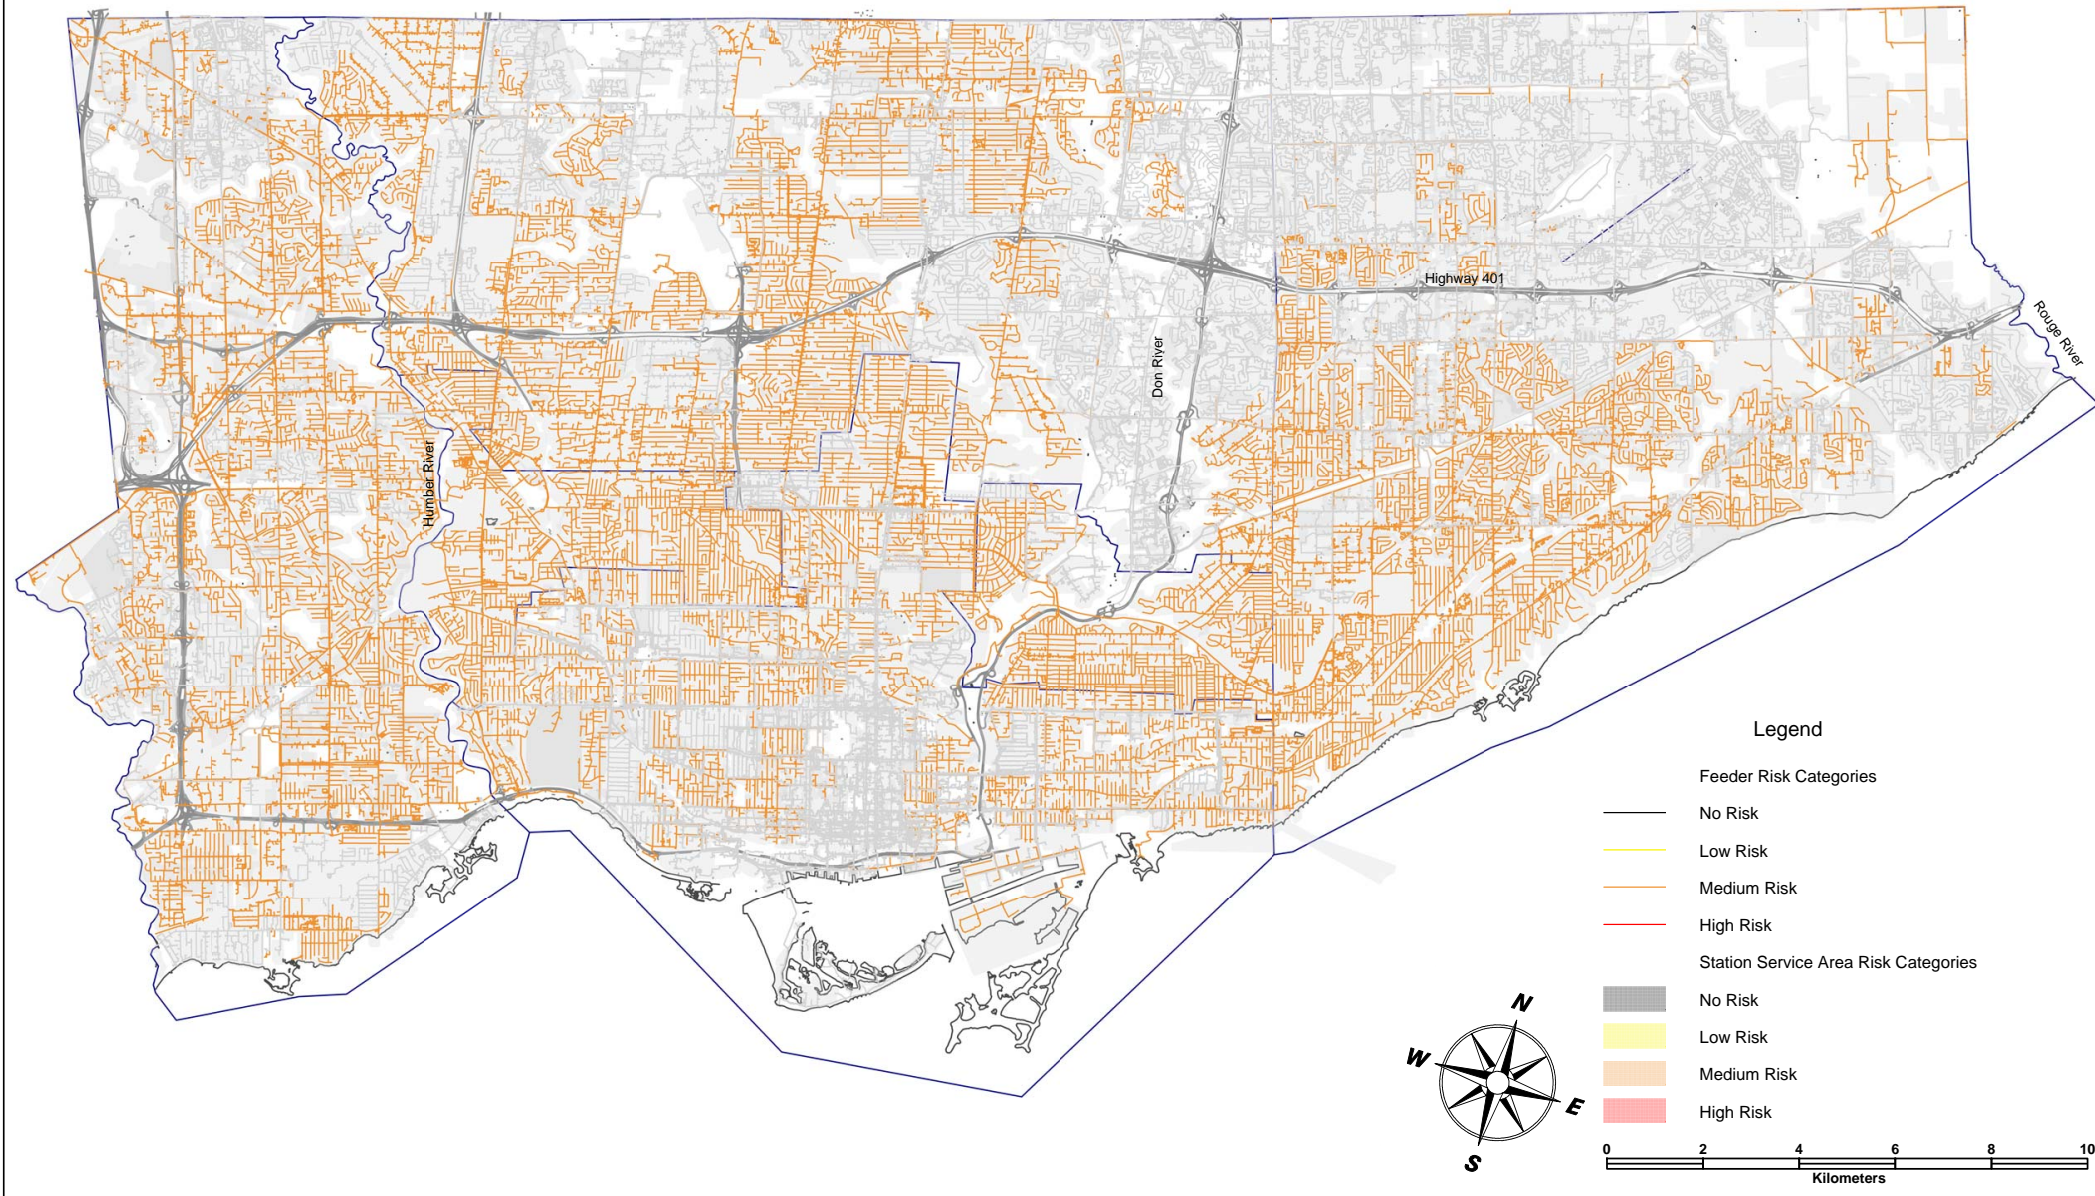 Highway 401
Rouge River
Don River
Humber River
Legend
Feeder Risk Categories
No Risk
Low Risk
Medium Risk
High Risk
Station Service Area Risk Categories
No Risk
Low Risk
Medium Risk
High Risk
N
W
E
S
0 2 4 6 8 10
Kilometers